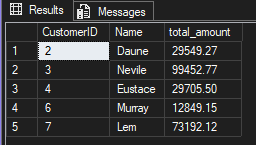 Results Messages
CustomerID Name total_amount
1 2 Daune 29549.27
2 3 Nevile 99452.77
3 4 Eustace 29705.50
4 6 Murray 12849.15
5 7 Lem 73192.12